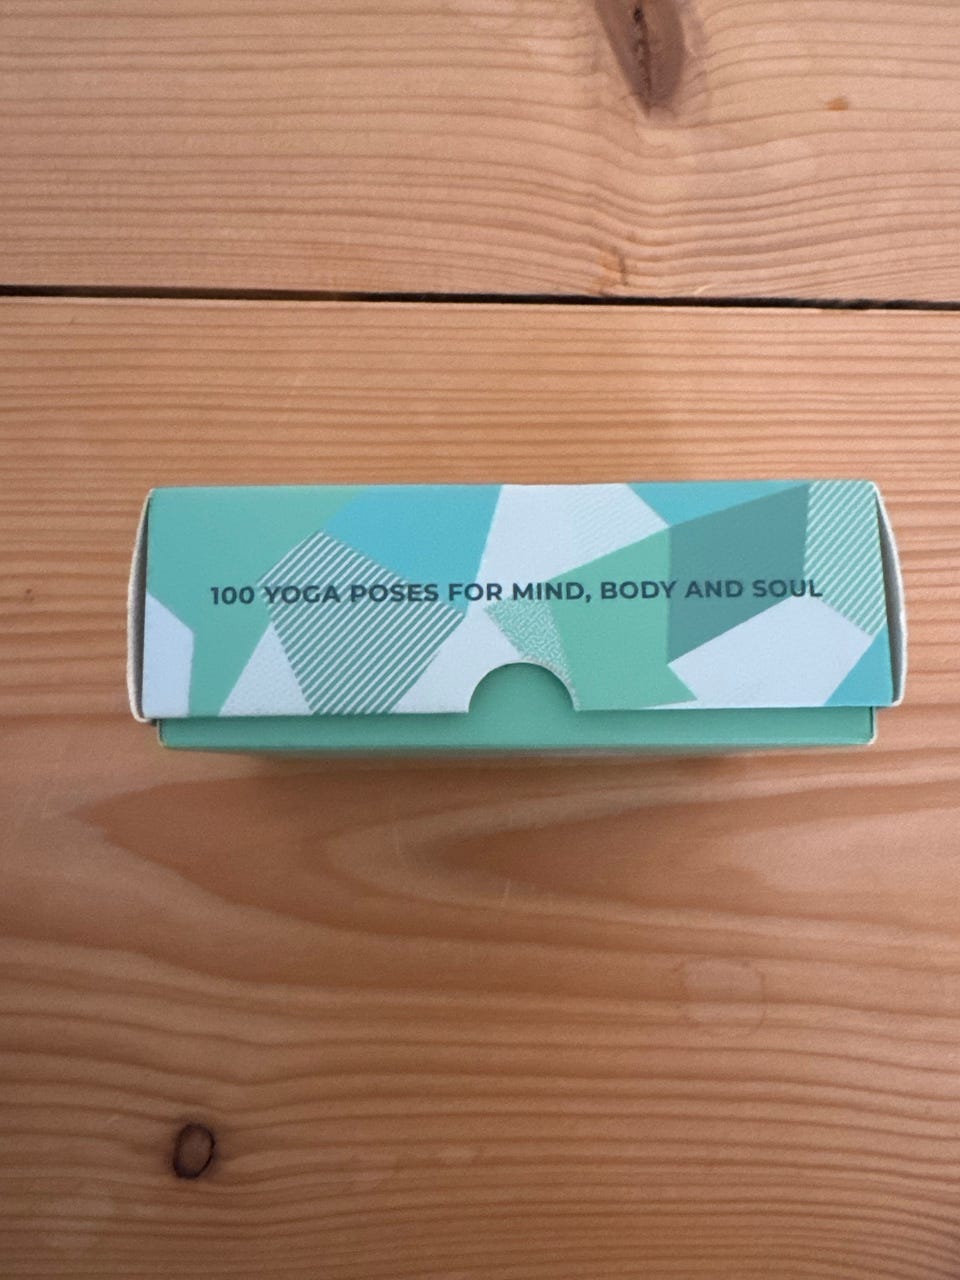 100 YOGA POSES FOR MIND, BODY AND SOUL